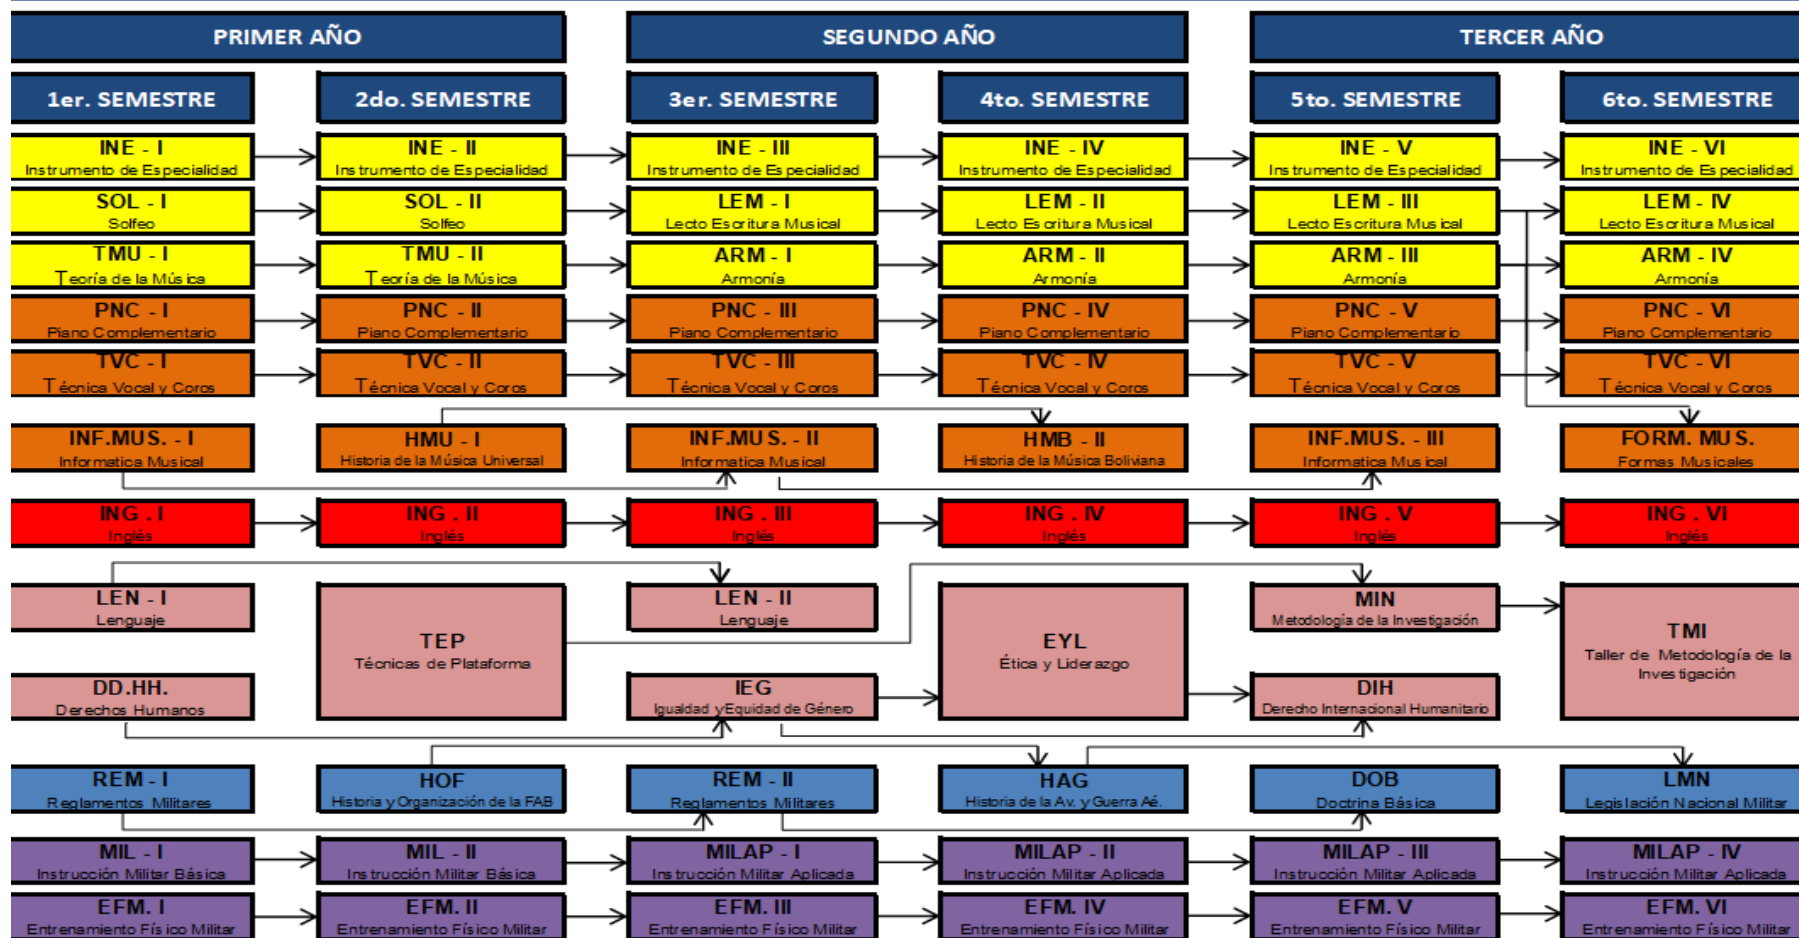 PRIMER AÑO
SEGUNDO AÑO
TERCER AÑO
1er. SEMESTRE
2do. SEMESTRE
3er. SEMESTRE
4to. SEMESTRE
5to. SEMESTRE
6to. SEMESTRE
INE - I
Instrumento de Especialidad
INE - II
Instrumento de Especialidad
INE - III
Instrumento de Especialidad
INE - IV
Instrumento de Especialidad
INE - V
Instrumento de Especialidad
INE - VI
Instrumento de Especialidad
SOL - I
Solfeo
SOL - II
Solfeo
LEM - I
Lecto Escritura Musical
LEM - II
Lecto Escritura Musical
LEM - III
Lecto Escritura Musical
LEM - IV
Lecto Escritura Musical
TMU - I
Teoría de la Música
TMU - II
Teoría de la Música
ARM - I
Armonía
ARM - II
Armonía
ARM - III
Armonía
ARM - IV
Armonía
PNC - I
Piano Complementario
PNC - II
Piano Complementario
PNC - III
Piano Complementario
PNC - IV
Piano Complementario
PNC - V
Piano Complementario
PNC - VI
Piano Complementario
TVC - I
Técnica Vocal y Coros
TVC - II
Técnica Vocal y Coros
TVC - III
Técnica Vocal y Coros
TVC - IV
Técnica Vocal y Coros
TVC - V
Técnica Vocal y Coros
TVC - VI
Técnica Vocal y Coros
INF.MUS. - I
Informatica Musical
HMU - I
Historia de la Música Universal
INF.MUS. - II
Informatica Musical
HMB - II
Historia de la Música Boliviana
INF.MUS. - III
Informatica Musical
FORM. MUS.
Formas Musicales
ING . I
Inglés
ING . II
Inglés
ING . III
Inglés
ING . IV
Inglés
ING . V
Inglés
ING . VI
Inglés
LEN - I
Lenguaje
TEP
Técnicas de Plataforma
LEN - II
Lenguaje
EYL
Ética y Liderazgo
MIN
Metodología de la Investigación
TMI
Taller de Metodología de la
Investigación
DD.HH.
Derechos Humanos
IEG
Igualdad yEquidad de Género
DIH
Derecho Internacional Humanitario
REM - I
Reglamentos Militares
HOF
Historia y Organización de la FAB
REM - II
Reglamentos Militares
HAG
Historia de la Av. y Guerra Aé.
DOB
Doctrina Básica
LMN
Legislación Nacional Militar
MIL - I
Instrucción Militar Básica
MIL - II
Instrucción Militar Básica
MILAP - I
Instrucción Militar Aplicada
MILAP - II
Instrucción Militar Aplicada
MILAP - III
Instrucción Militar Aplicada
MILAP - IV
Instrucción Militar Aplicada
EFM. I
Entrenamiento Físico Militar
EFM. II
Entrenamiento Físico Militar
EFM. III
Entrenamiento Físico Militar
EFM. IV
Entrenamiento Físico Militar
EFM. V
Entrenamiento Físico Militar
EFM. VI
Entrenamiento Físico Militar